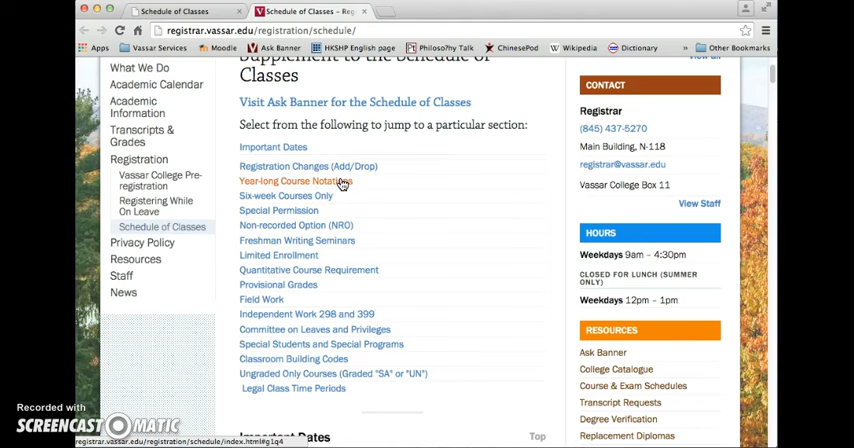 Schedule of Classes
Schedule of Classes – Reg
registrar.vassar.edu/registration/schedule/
Apps
Vassar Services
Moodle
Ask Banner
HKSHP English page
Philoso?hy Talk
ChinesePod
Wikipedia
Dictionary
»
Other Bookmarks
What We Do
Academic Calendar
Academic
Information
Transcripts &
Grades
Registration
Vassar College Pre-
registration
Registering While
On Leave
Schedule of Classes
Privacy Policy
Resources
Staff
News
Supplement to the Schedule of
Classes
Visit Ask Banner for the Schedule of Classes
Select from the following to jump to a particular section:
Important Dates
Registration Changes (Add/Drop)
Year-long Course Notations
Six-week Courses Only
Special Permission
Non-recorded Option (NRO)
Freshman Writing Seminars
Limited Enrollment
Quantitative Course Requirement
Provisional Grades
Field Work
Independent Work 298 and 399
Committee on Leaves and Privileges
Special Students and Special Programs
Classroom Building Codes
Ungraded Only Courses (Graded "SA" or "UN")
Legal Class Time Periods
Important Dates
Top
View All
CONTACT
Registrar
(845) 437-5270
Main Building, N-118
registrar@vassar.edu
Vassar College Box 11
View Staff
HOURS
Weekdays 9am – 4:30pm
CLOSED FOR LUNCH (SUMMER
ONLY)
Weekdays 12pm – 1pm
RESOURCES
Ask Banner
College Catalogue
Course & Exam Schedules
Transcript Requests
Degree Verification
Replacement Diplomas
Recorded with
SCREENCAST-O-MATIC
registrar.vassar.edu/registration/schedule/index.html#g1q4